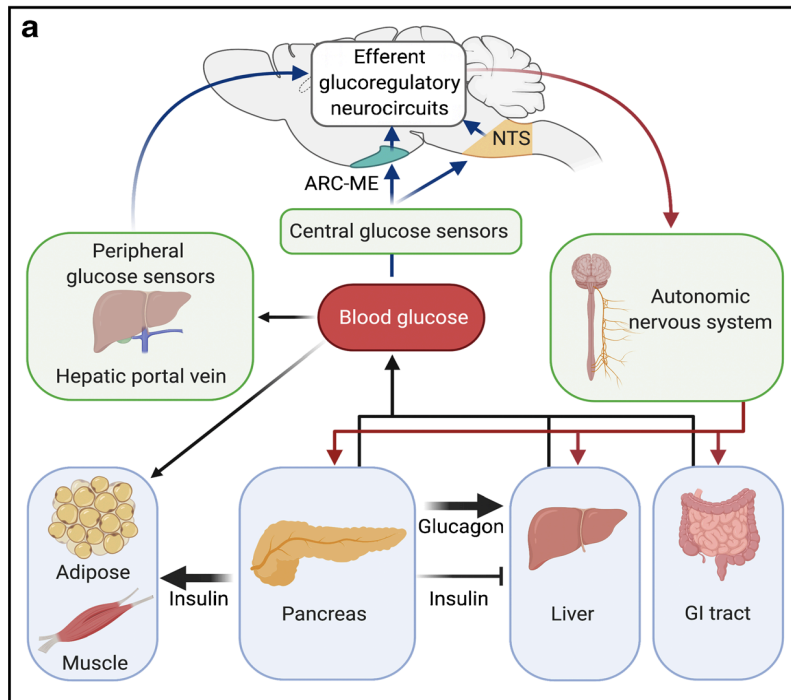 a
Efferent
glucoregulatory
neurocircuits
NTS
ARC-ME
Central glucose sensors
Peripheral
glucose sensors
Hepatic portal vein
Blood glucose
Autonomic
nervous system
Adipose
Muscle
Insulin
Pancreas
Glucagon
Insulin
Liver
GI tract